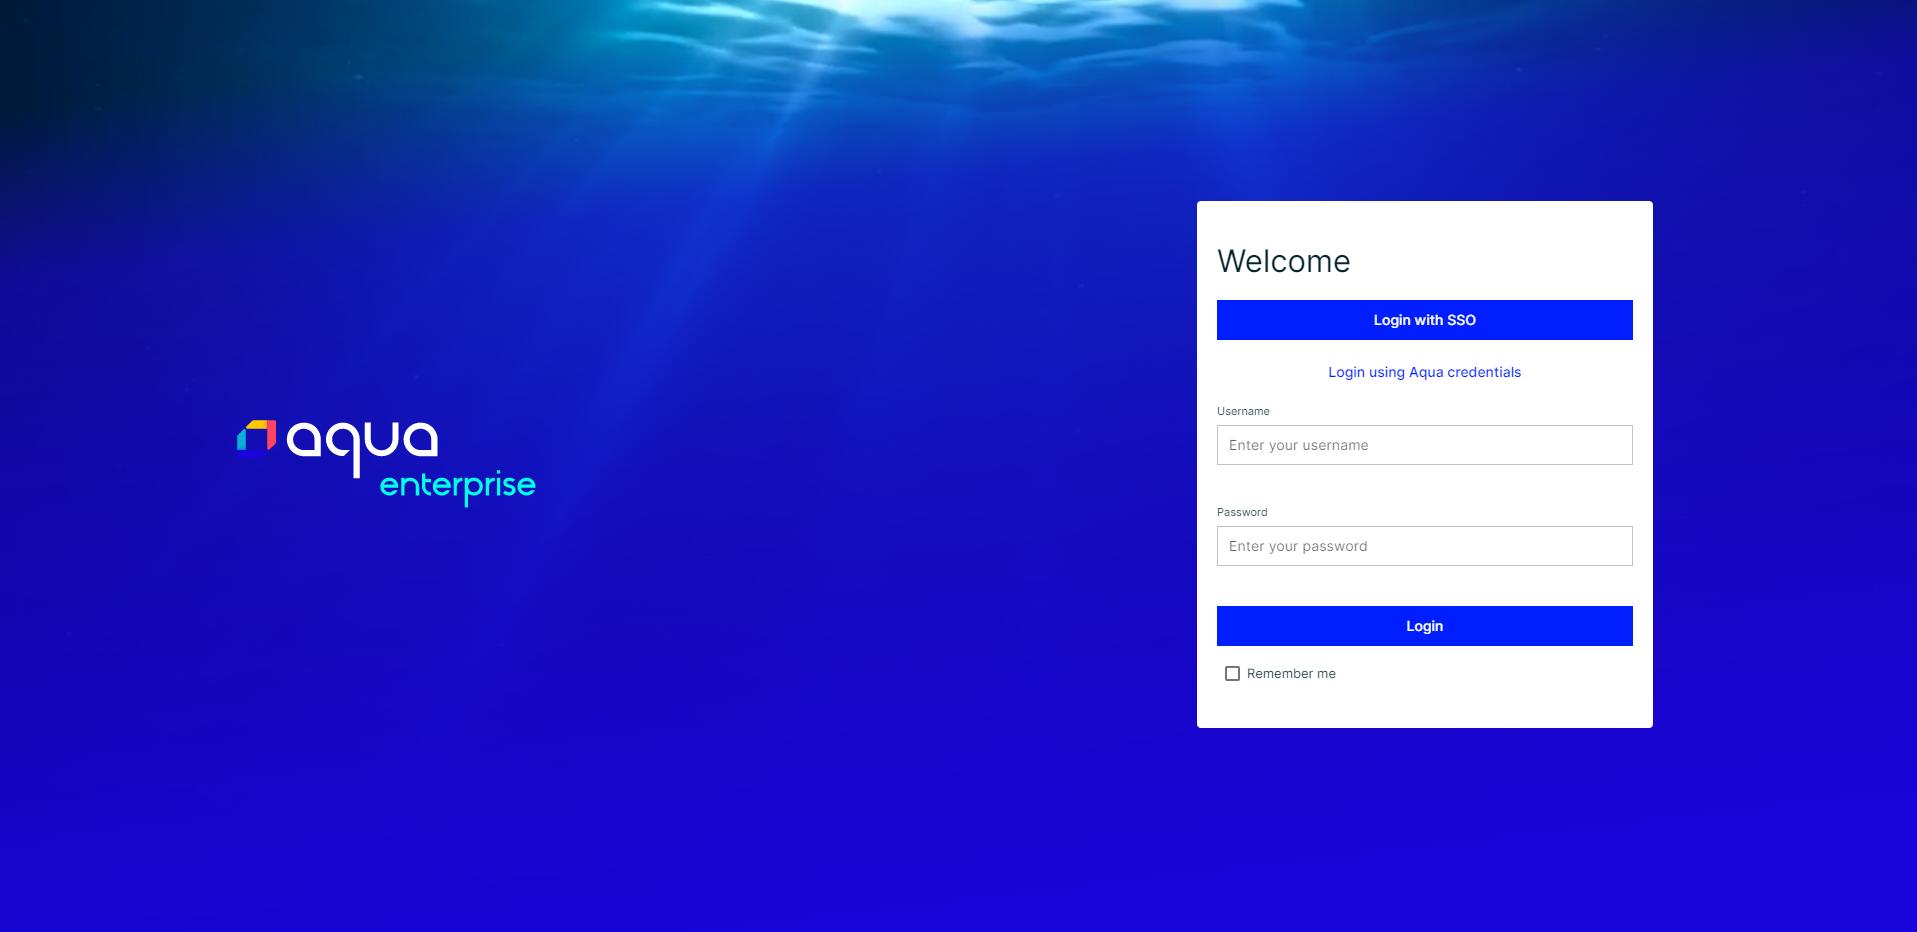 aqua
enterprise
Welcome
Login with SSO
Login using Aqua credentials
Username
Enter your username
Password
Enter your password
Login
Remember me